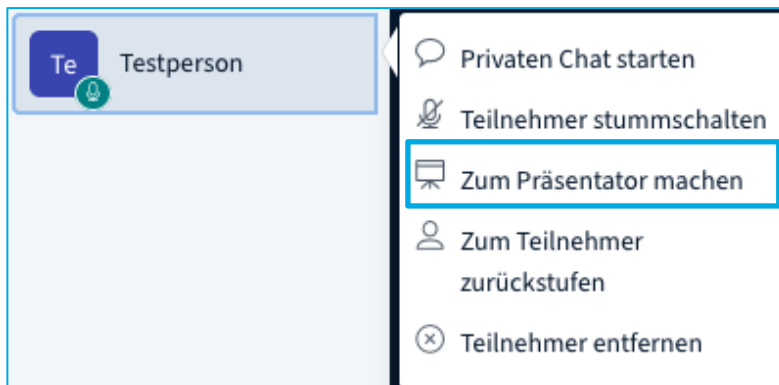 Te
Testperson
Privaten Chat starten
Teilnehmer stummschalten
Zum Präsentator machen
Zum Teilnehmer
zurückstufen
Teilnehmer entfernen